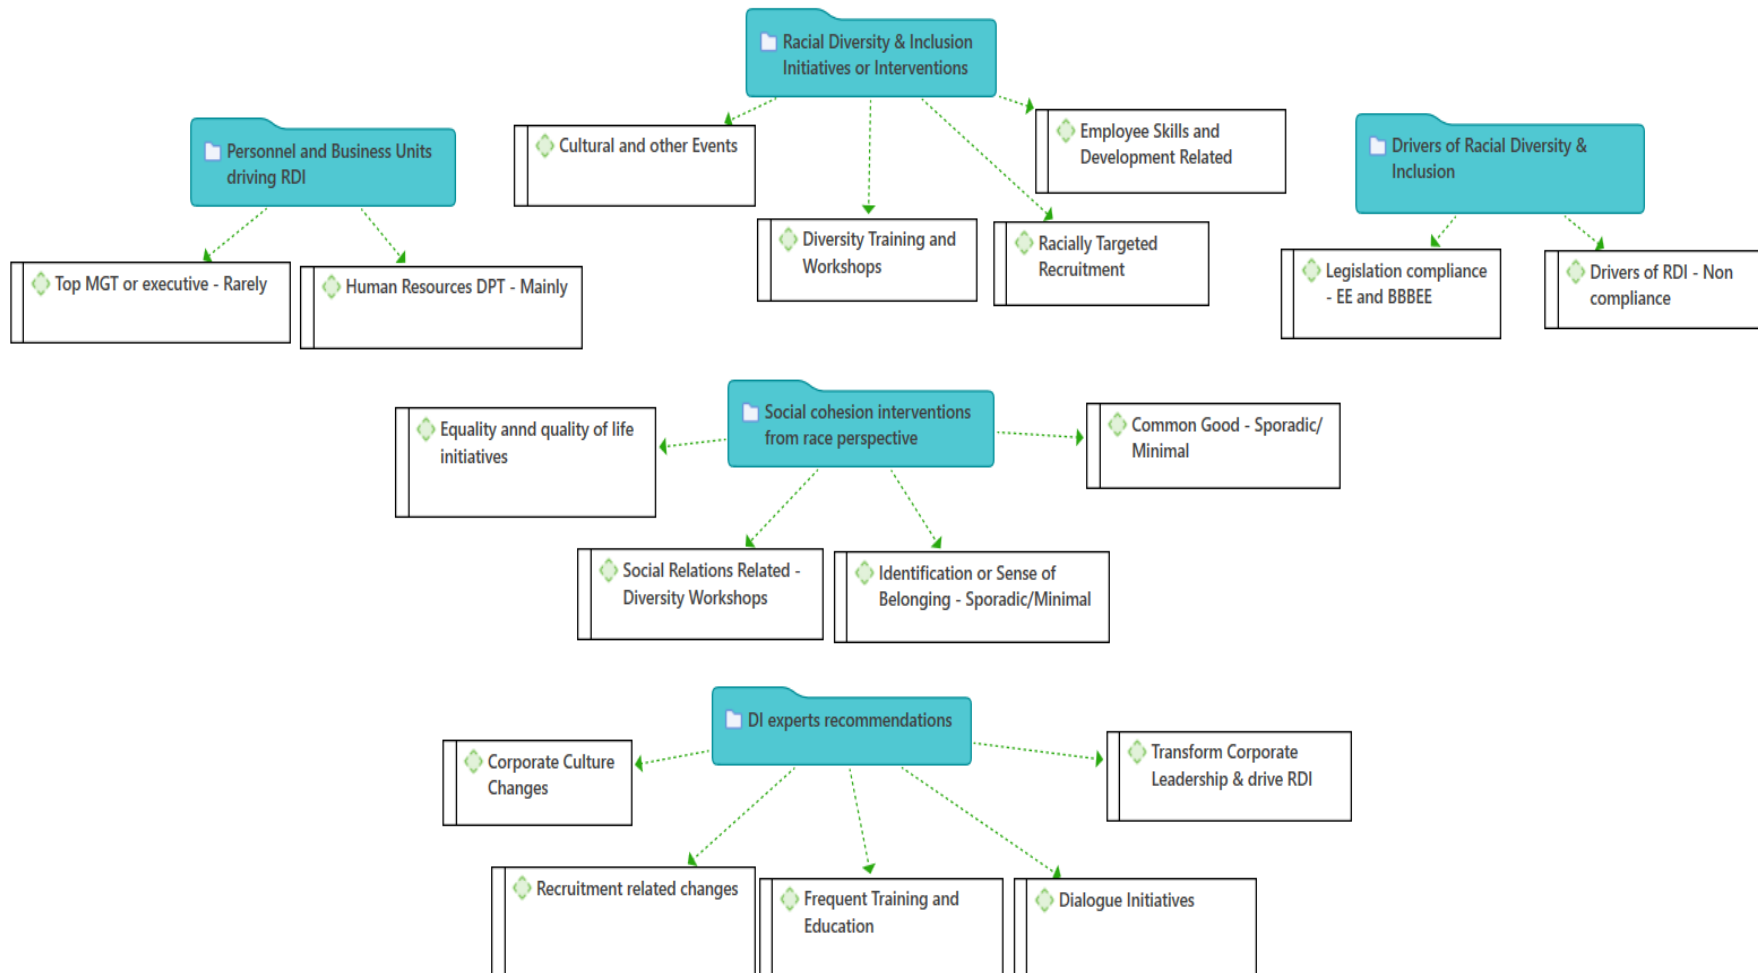 Racial Diversity & Inclusion
Initiatives or Interventions
Personnel and Business Units
driving RDI
Cultural and other Events
Employee Skills and
Development Related
Drivers of Racial Diversity &
Inclusion
Top MGT or executive - Rarely
Human Resources DPT - Mainly
Diversity Training and
Workshops
Racially Targeted
Recruitment
Legislation compliance
- EE and BBBEE
Drivers of RDI - Non
compliance
Social cohesion interventions
from race perspective
Equality annd quality of life
initiatives
Common Good - Sporadic/
Minimal
Social Relations Related -
Diversity Workshops
Identification or Sense of
Belonging - Sporadic/Minimal
DI experts recommendations
Corporate Culture
Changes
Transform Corporate
Leadership & drive RDI
Recruitment related changes
Frequent Training and
Education
Dialogue Initiatives